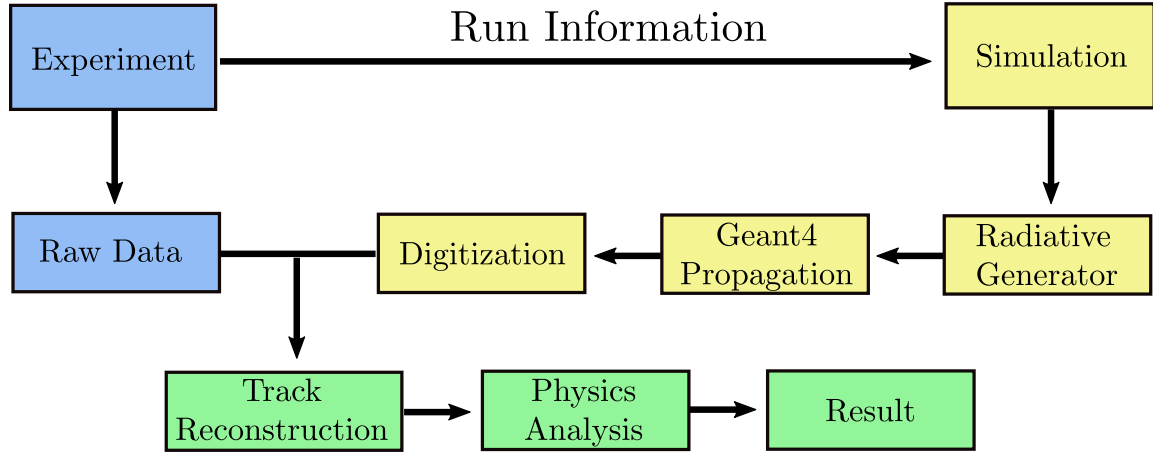 Run Information
Experiment
Simulation
Raw Data
Digitization
Geant4
Propagation
Radiative
Generator
Track
Reconstruction
Physics
Analysis
Result